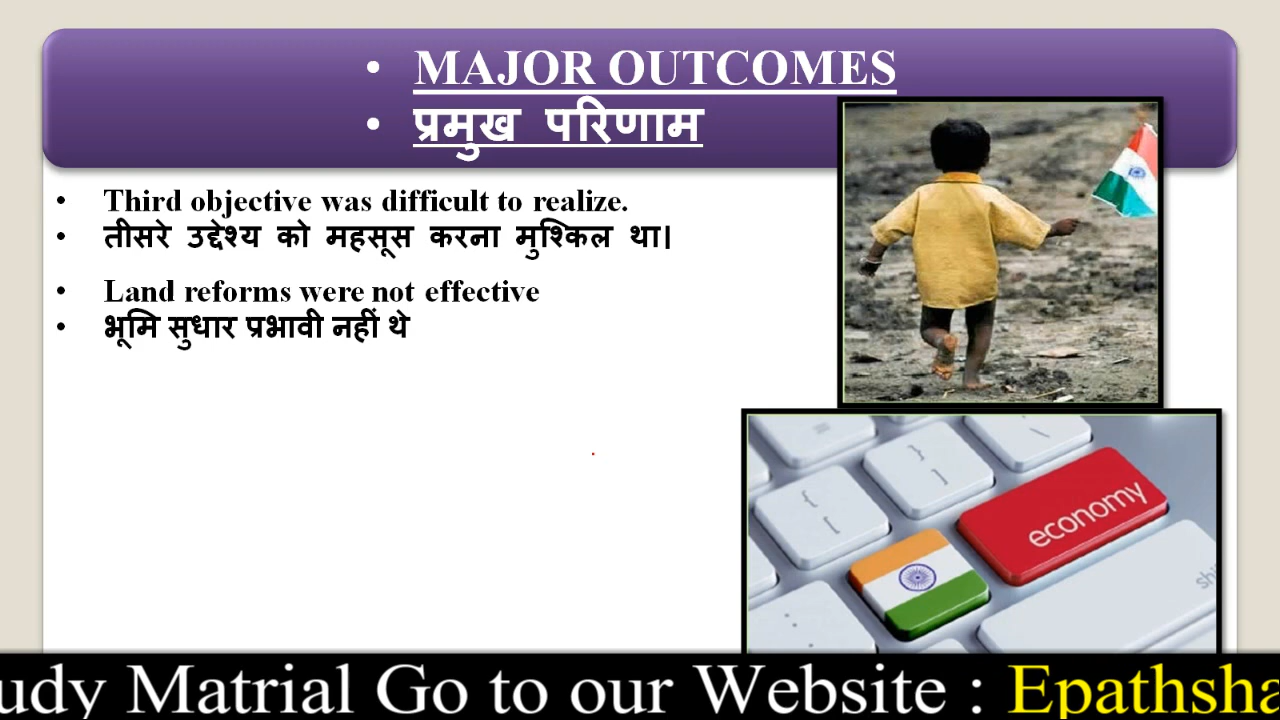 MAJOR OUTCOMES
प्रमुख परिणाम
Third objective was difficult to realize.
तीसरे उद्देश्य को महसूस करना मुश्किल था।
Land reforms were not effective
भूमि सुधार प्रभावी नहीं थे
economy
shi
udy Matrial Go to our Website : Epathsha